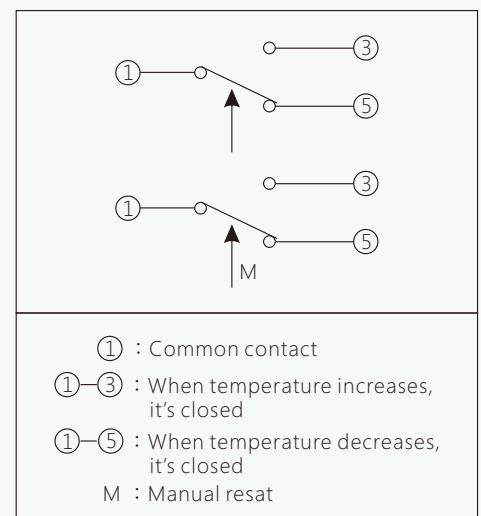 ③
①
⑤
③
①
⑤
M
① : Common contact
①—③ : When temperature increases,
it's closed
①—⑤ : When temperature decreases,
it's closed
M : Manual resat